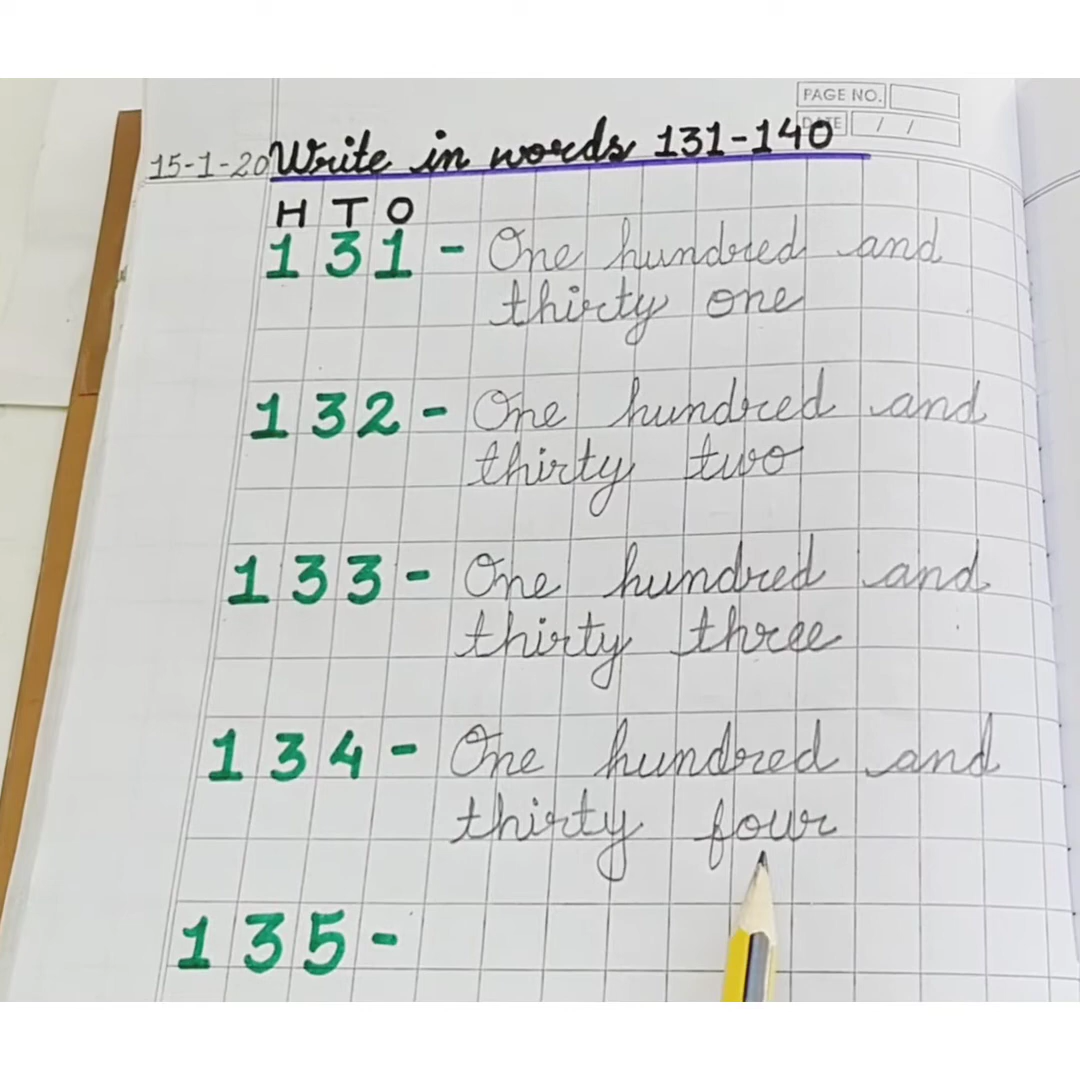 PAGE NO.
DATE / /
15-1-20 Write in words 131-140
H T O
131 - One hundred and
thirty one
132 - One hundred and
thirty two
133 - One hundred and
thirty three
134 - One hundred and
thirty four
135 -